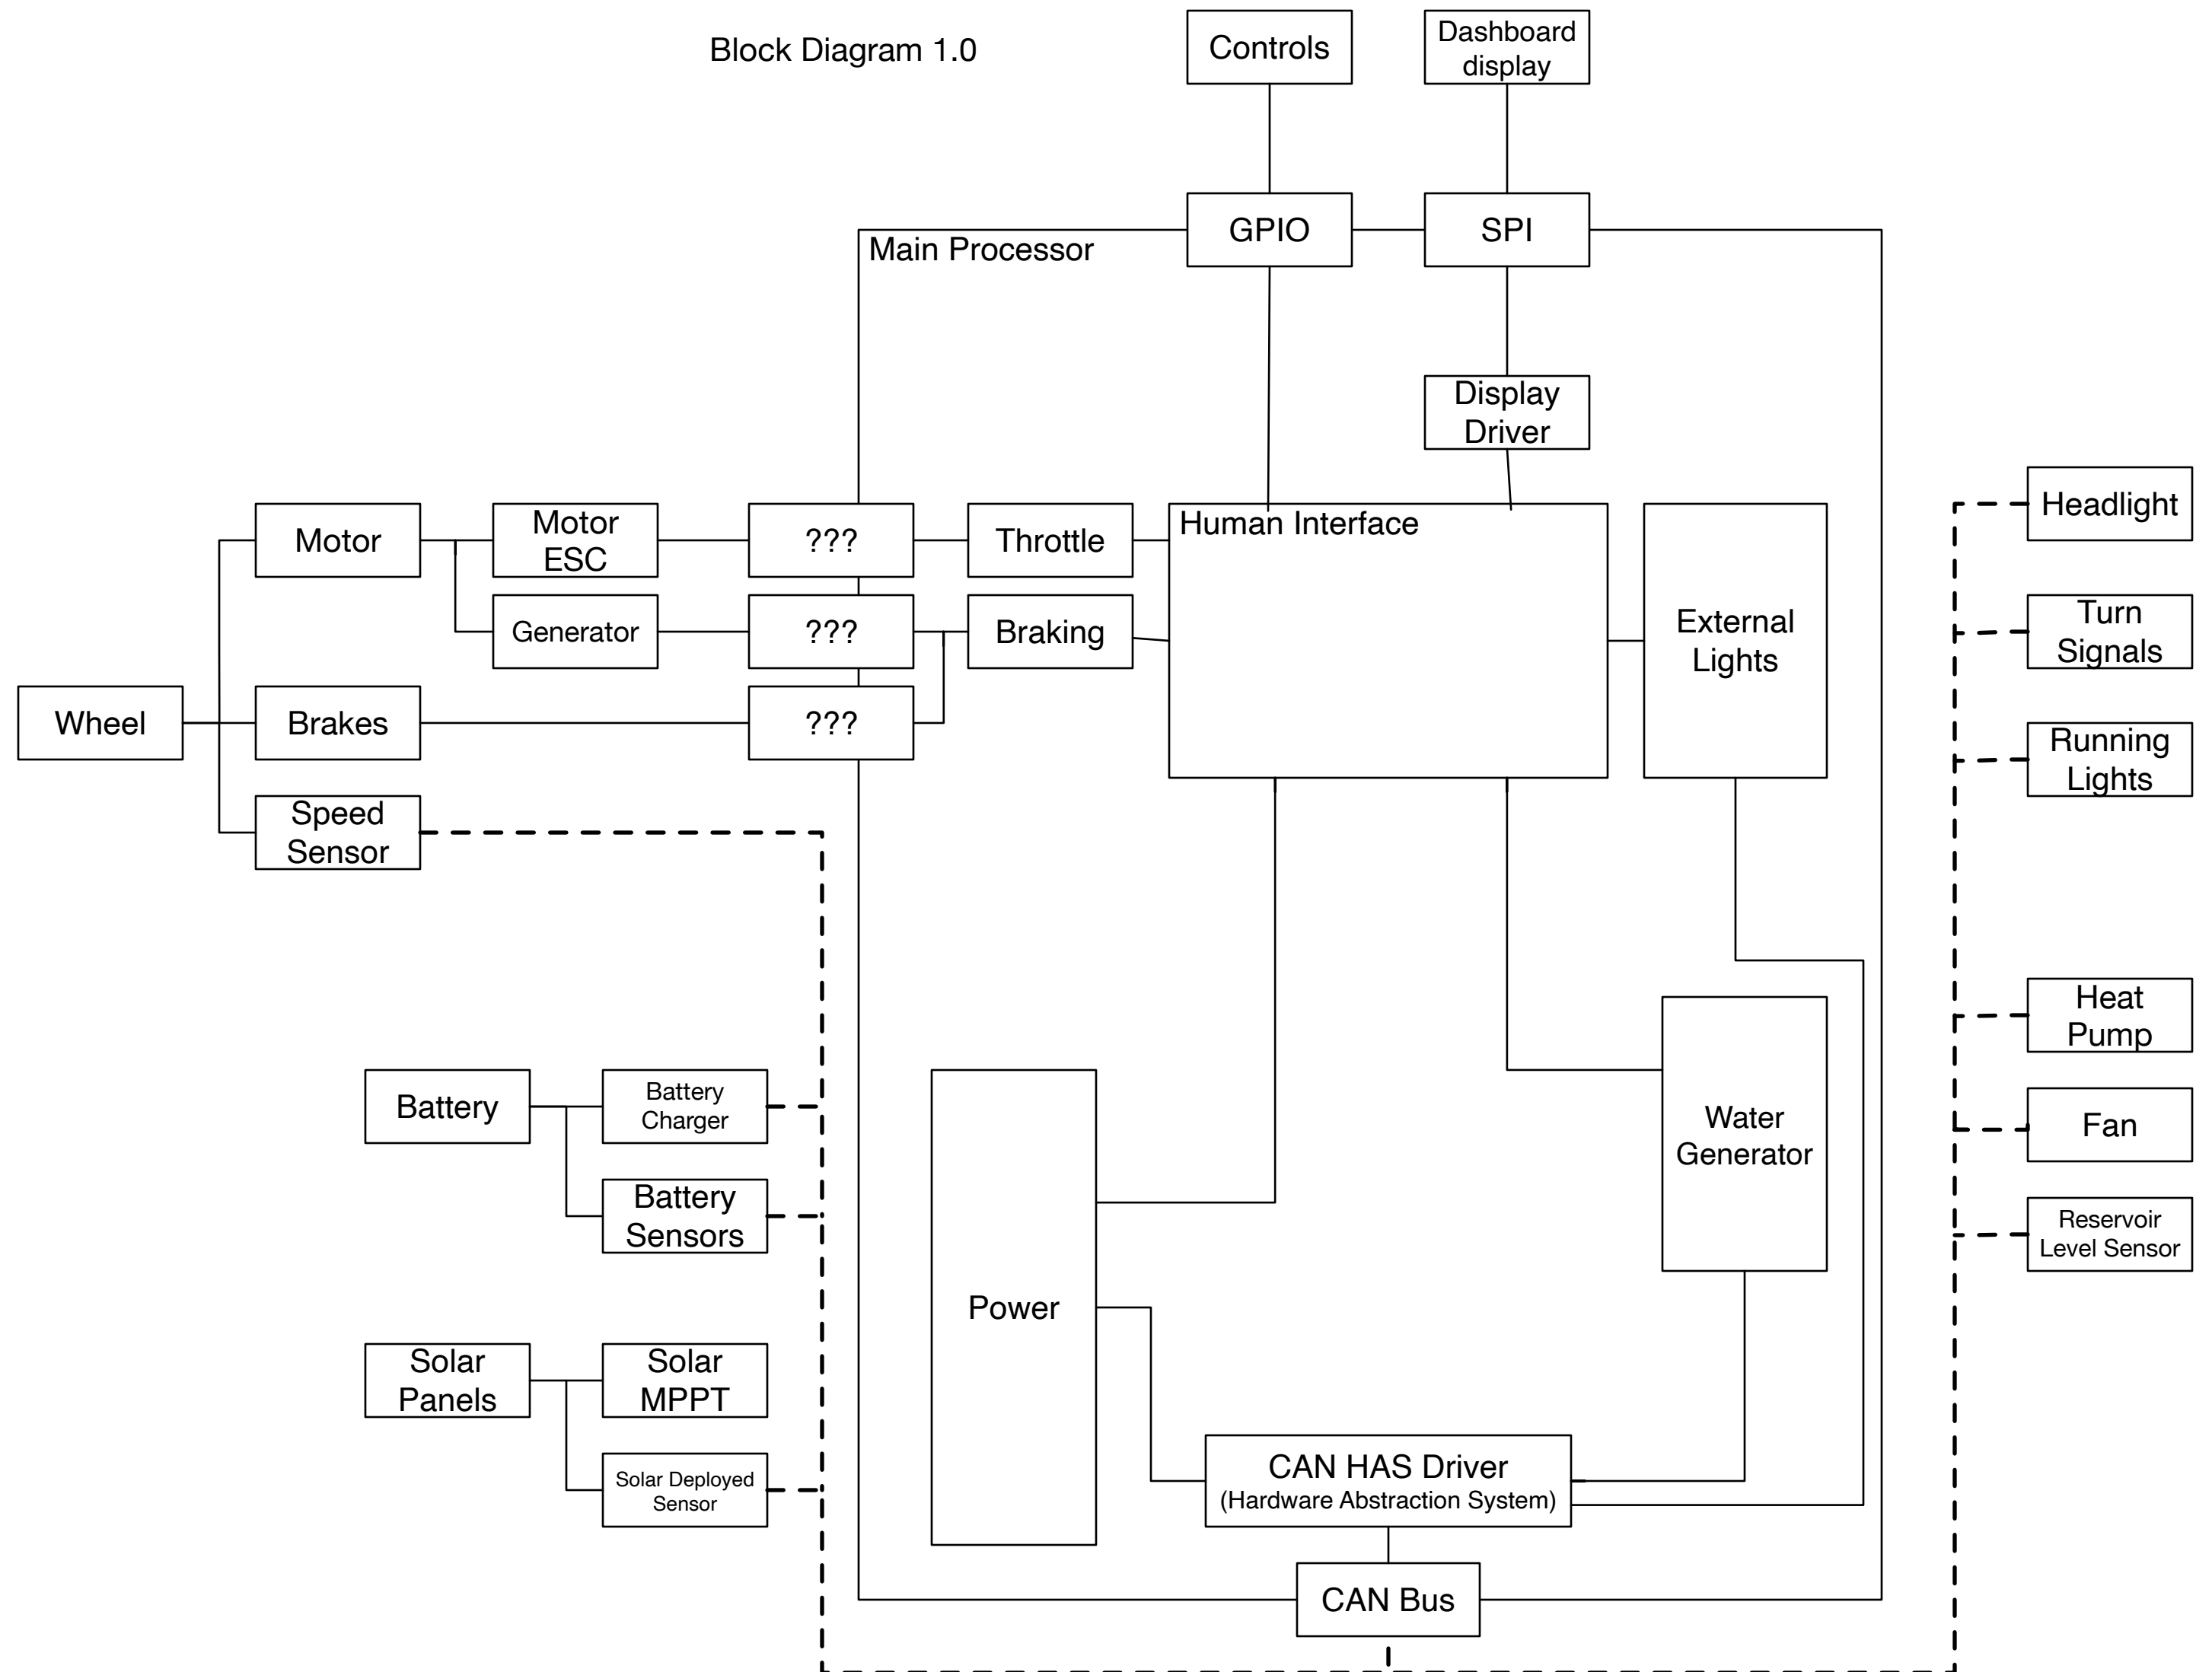 Block Diagram 1.0
Controls
Dashboard
display
GPIO
SPI
Main Processor
Display
Driver
Motor
Motor
ESC
???
Throttle
Human Interface
Generator
???
Braking
External
Lights
Wheel
Brakes
???
Speed
Sensor
Headlight
Turn
Signals
Running
Lights
Heat
Pump
Fan
Reservoir
Level Sensor
Battery
Battery
Charger
Battery
Sensors
Water
Generator
Power
Solar
Panels
Solar
MPPT
Solar Deployed
Sensor
CAN HAS Driver
(Hardware Abstraction System)
CAN Bus